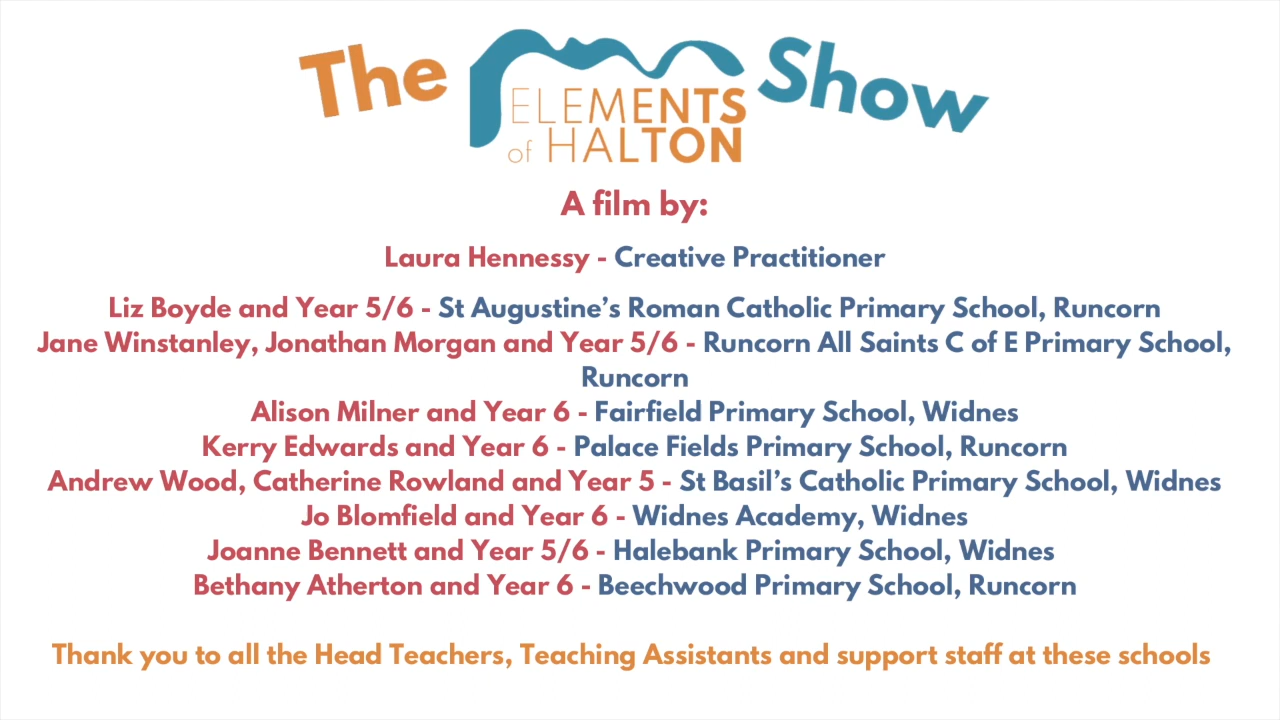 The ELEMENTS of HALTON Show
A film by:
Laura Hennessy - Creative Practitioner
Liz Boyde and Year 5/6 - St Augustine’s Roman Catholic Primary School, Runcorn
Jane Winstanley, Jonathan Morgan and Year 5/6 - Runcorn All Saints C of E Primary School,
Runcorn
Alison Milner and Year 6 - Fairfield Primary School, Widnes
Kerry Edwards and Year 6 - Palace Fields Primary School, Runcorn
Andrew Wood, Catherine Rowland and Year 5 - St Basil’s Catholic Primary School, Widnes
Jo Blomfield and Year 6 - Widnes Academy, Widnes
Joanne Bennett and Year 5/6 - Halebank Primary School, Widnes
Bethany Atherton and Year 6 - Beechwood Primary School, Runcorn
Thank you to all the Head Teachers, Teaching Assistants and support staff at these schools